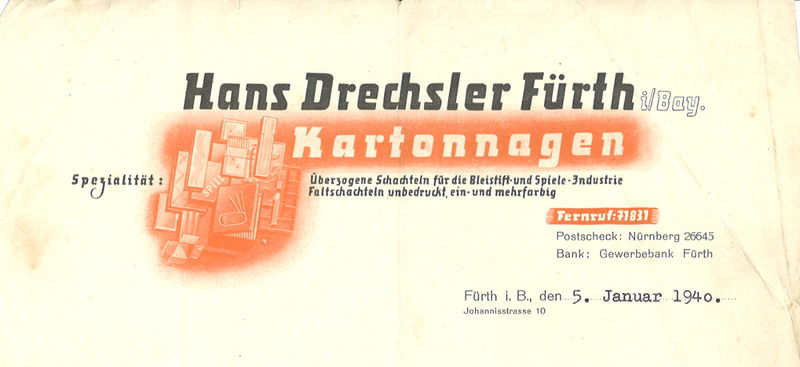 Hans Drechsler Fürth i/Bay.
Kartonnagen
Spezialität: Überzogene Schachteln für die Bleistift- und Spiele-Industrie
Faltschachteln unbedruckt, ein- und mehrfarbig
SPIEL
Fernruf: 71831
Postscheck: Nürnberg 26645
Bank: Gewerbebank Fürth
Fürth i. B., den 5. Januar 1940.
Johannisstrasse 10